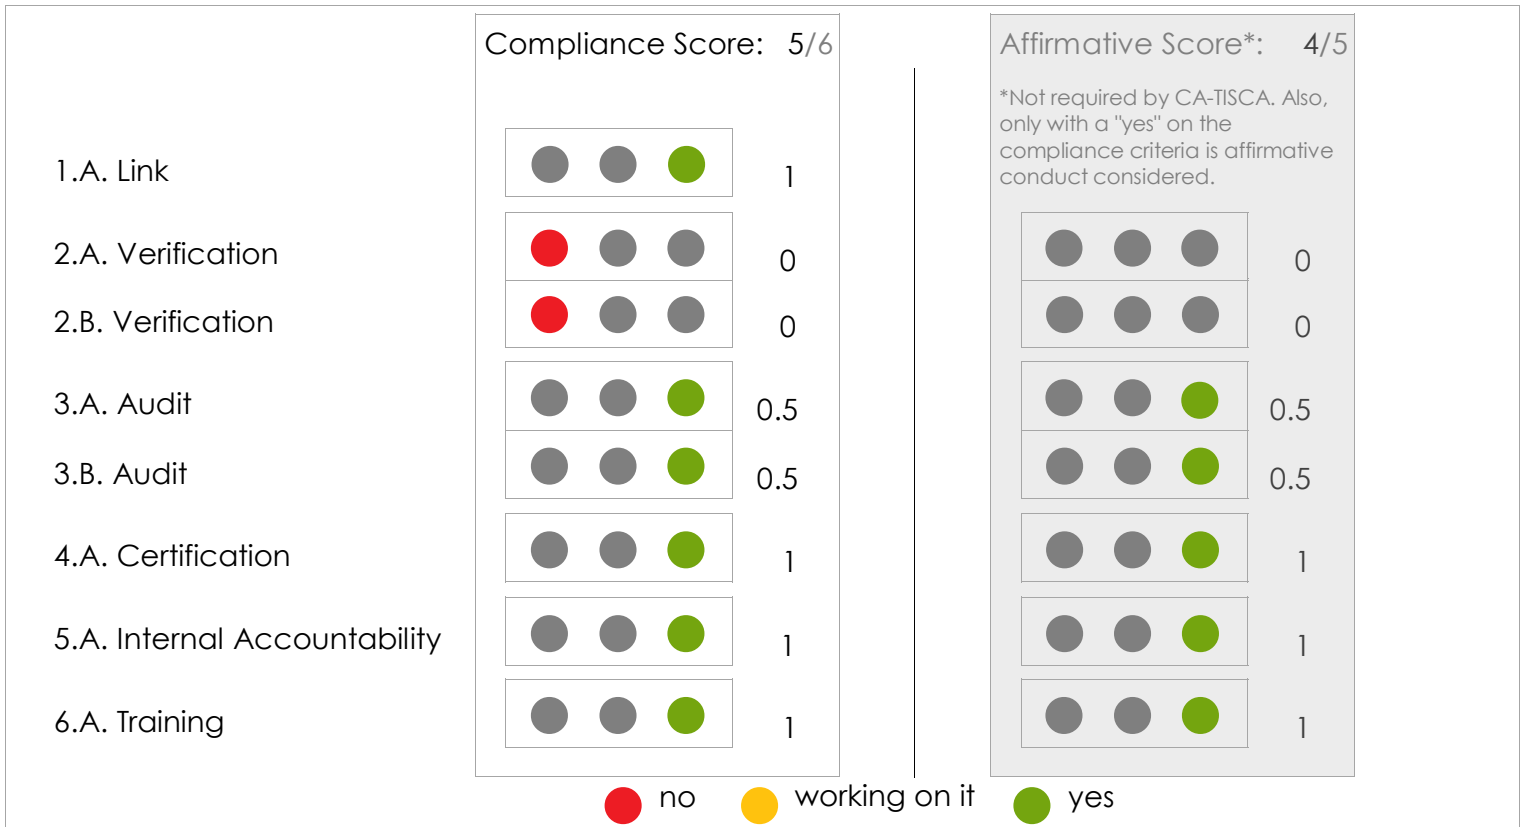 Compliance Score: 5/6
Affirmative Score*: 4/5
*Not required by CA-TISCA. Also,
only with a "yes" on the
compliance criteria is affirmative
conduct considered.
1.A. Link 1
2.A. Verification 0 0
2.B. Verification 0 0
3.A. Audit 0.5 0.5
3.B. Audit 0.5 0.5
4.A. Certification 1 1
5.A. Internal Accountability 1 1
6.A. Training 1 1
no working on it yes